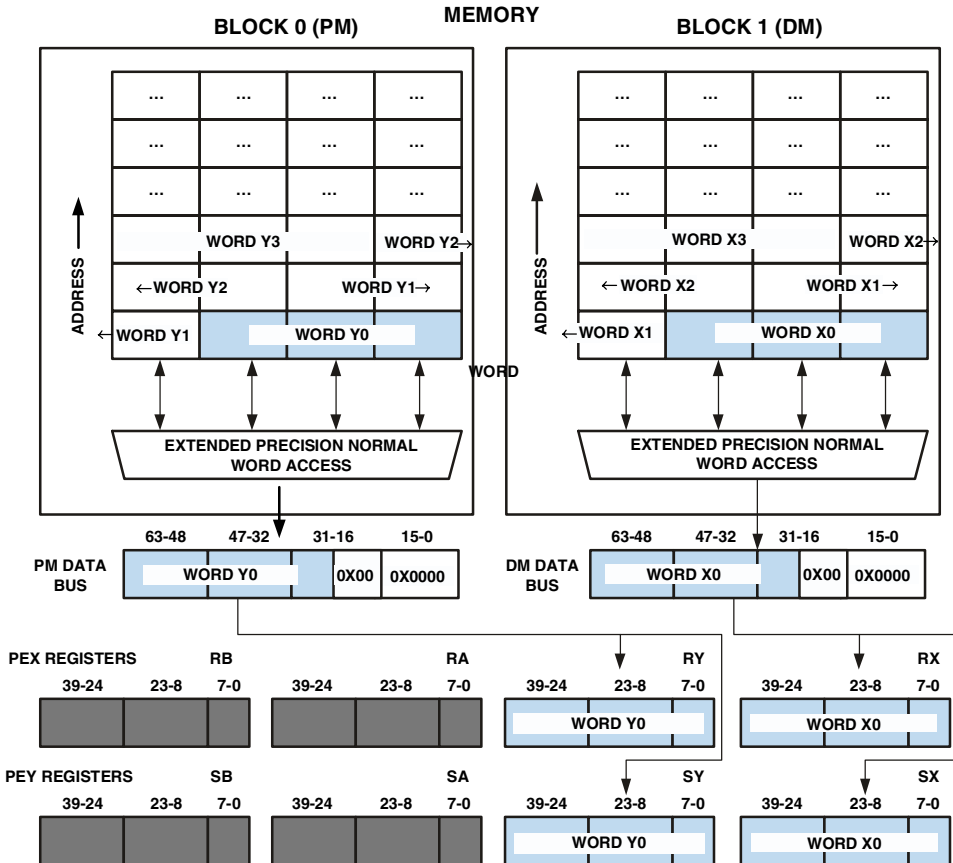 MEMORY
BLOCK 0 (PM) BLOCK 1 (DM)
... ... ... ... ... ... ... ...
... ... ... ... ... ... ... ...
... ... ... ... ... ... ... ...
ADDRESS ADDRESS
WORD Y3 WORD Y2→ WORD X3 WORD X2→
←WORD Y2 WORD Y1→ ←WORD X2 WORD X1→
←WORD Y1 WORD Y0 ←WORD X1 WORD X0
WORD
EXTENDED PRECISION NORMAL EXTENDED PRECISION NORMAL
WORD ACCESS WORD ACCESS
63-48 47-32 31-16 15-0 63-48 47-32 31-16 15-0
PM DATA BUS WORD Y0 0X00 0X0000 DM DATA BUS WORD X0 0X00 0X0000
PEX REGISTERS RB RA RY RX
39-24 23-8 7-0 39-24 23-8 7-0 39-24 23-8 7-0 39-24 23-8 7-0
WORD Y0 WORD X0
PEY REGISTERS SB SA SY SX
39-24 23-8 7-0 39-24 23-8 7-0 39-24 23-8 7-0 39-24 23-8 7-0
WORD Y0 WORD X0